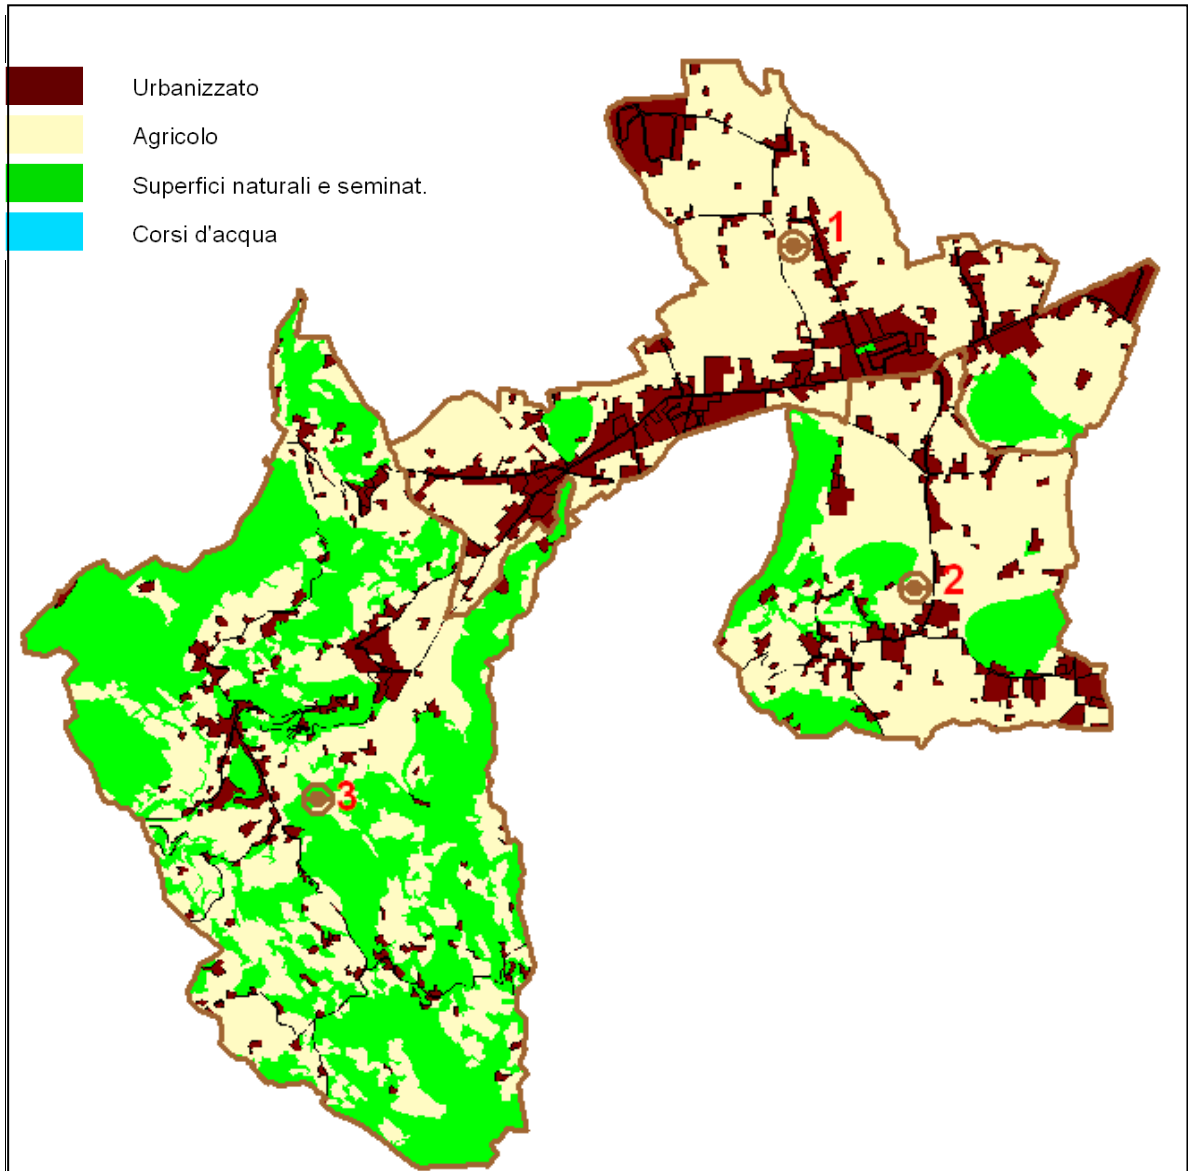 Urbanizzato
Agricolo
Superfici naturali e seminat.
Corsi d'acqua
1
2
3